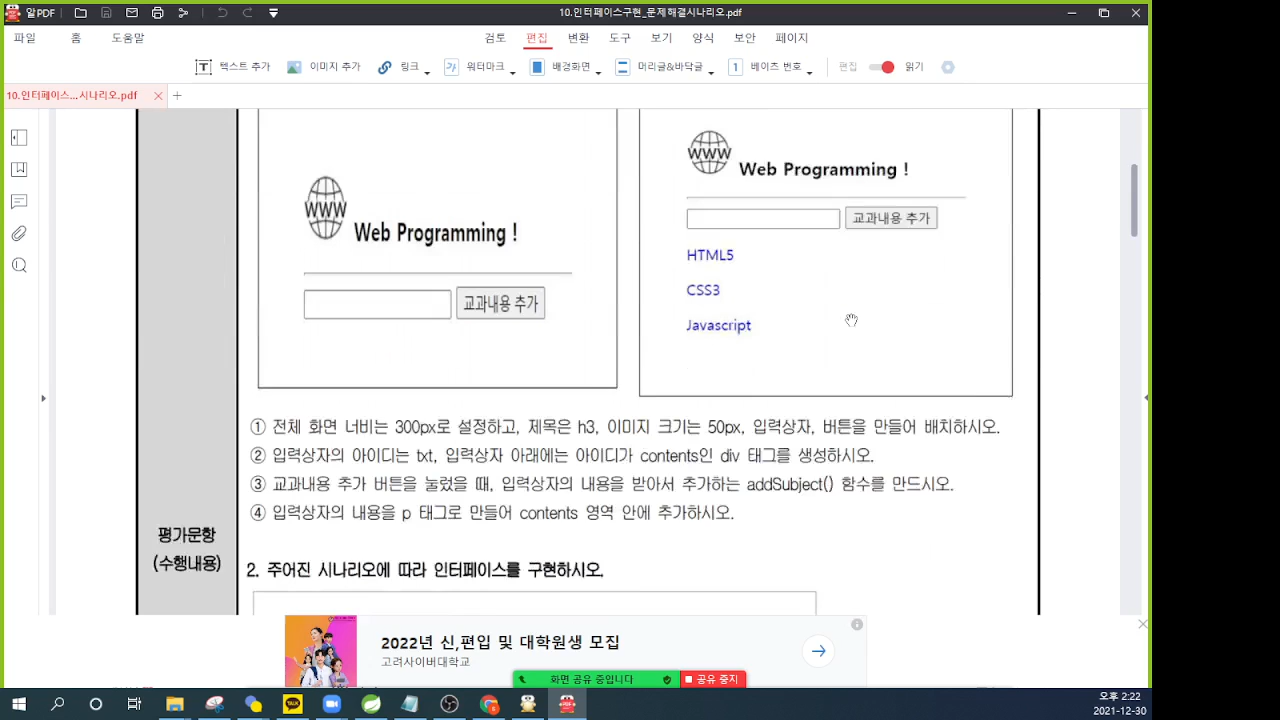 알PDF
10.인터페이스구현_문제해결시나리오.pdf
파일 홈 도움말 검토 편집 변환 도구 보기 양식 보안 페이지
텍스트 추가 이미지 추가 링크 워터마크 배경화면 머리글&바닥글 베이즈 번호 편집 읽기
10.인터페이스...시나리오.pdf
WWW Web Programming !
교과내용 추가
WWW Web Programming !
교과내용 추가
HTML5
CSS3
Javascript
① 전체 화면 너비는 300px로 설정하고, 제목은 h3, 이미지 크기는 50px, 입력상자, 버튼을 만들어 배치하시오.
② 입력상자의 아이디는 txt, 입력상자 아래에는 아이디가 contents인 div 태그를 생성하시오.
③ 교과내용 추가 버튼을 눌렀을 때, 입력상자의 내용을 받아서 추가하는 addSubject() 함수를 만드시오.
④ 입력상자의 내용을 p 태그로 만들어 contents 영역 안에 추가하시오.
평가문항
(수행내용)
2. 주어진 시나리오에 따라 인터페이스를 구현하시오.
2022년 신,편입 및 대학원생 모집
고려사이버대학교
화면 공유 중입니다 공유 중지
TALK
오후 2:22
2021-12-30